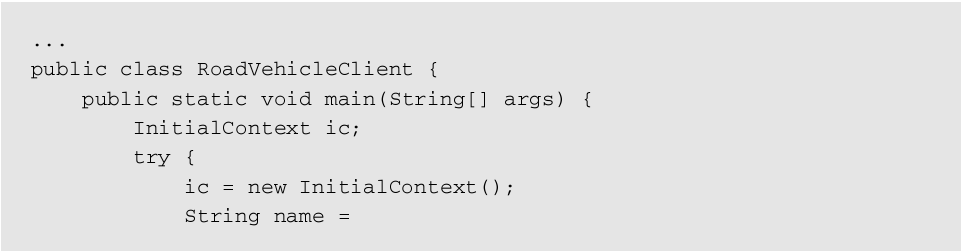 ...
public class RoadVehicleClient {
    public static void main(String[] args) {
        InitialContext ic;
        try {
            ic = new InitialContext();
            String name =